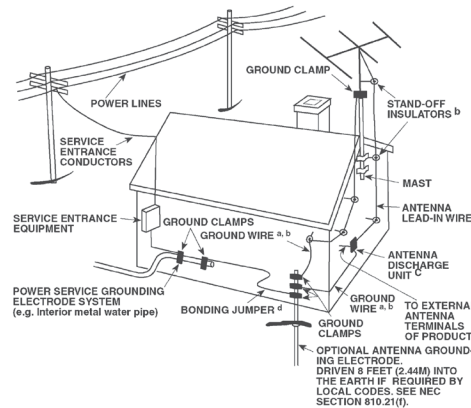 GROUND CLAMP
POWER LINES
STAND-OFF
INSULATORS b
SERVICE
ENTRANCE
CONDUCTORS
MAST
ANTENNA
LEAD-IN WIRE
SERVICE ENTRANCE
EQUIPMENT
GROUND CLAMPS
GROUND WIRE a, b
ANTENNA
DISCHARGE
UNIT C
POWER SERVICE GROUNDING
ELECTRODE SYSTEM
(e.g. Interior metal water pipe)
BONDING JUMPER d
GROUND
WIRE a, b
GROUND
CLAMPS
TO EXTERNA
ANTENNA
TERMINALS
OF PRODUCT
OPTIONAL ANTENNA GROUND-
ING ELECTRODE.
DRIVEN 8 FEET (2.44M) INTO
THE EARTH IF REQUIRED BY
LOCAL CODES. SEE NEC
SECTION 810.21(f).